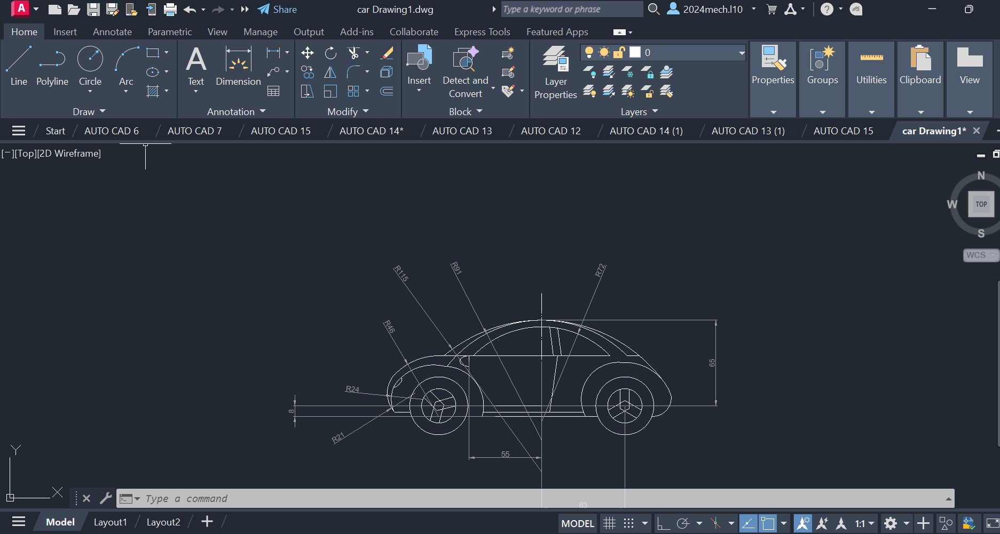 A Share car Drawing1.dwg Type a keyword or phrase 2024mech.l10 ?
Home Insert Annotate Parametric View Manage Output Add-ins Collaborate Express Tools Featured Apps
Line Polyline Circle Arc
A Text Dimension
Insert Detect and Convert
Layer Properties
0
Properties Groups Utilities Clipboard View
Draw Annotation Modify Block Layers
Start AUTO CAD 6 AUTO CAD 7 AUTO CAD 15 AUTO CAD 14* AUTO CAD 13 AUTO CAD 12 AUTO CAD 14 (1) AUTO CAD 13 (1) AUTO CAD 15 car Drawing1*
[−][Top][2D Wireframe]
N
W TOP
S
WCS
R115 R91 R72
R46
65
R24
8
R21
55
Y
X
>_ Type a command
63
Model Layout1 Layout2 MODEL 1:1